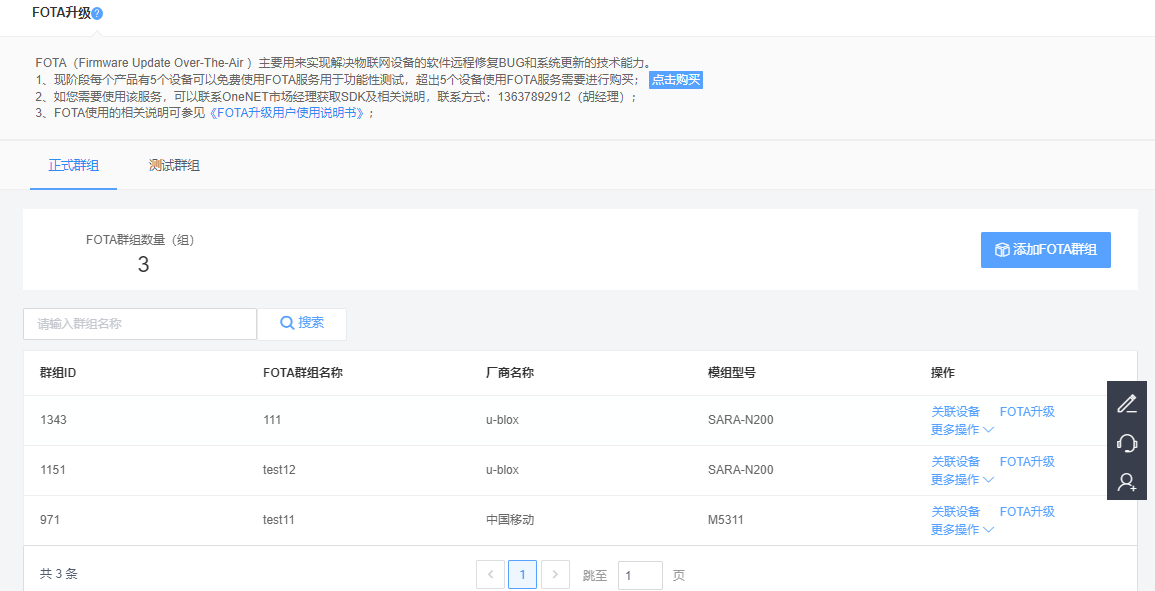 FOTA升级?
FOTA（Firmware Update Over-The-Air ）主要用来实现解决物联网设备的软件远程修复BUG和系统更新的技术能力。
1、现阶段每个产品有5个设备可以免费使用FOTA服务用于功能性测试，超出5个设备使用FOTA服务需要进行购买； 点击购买
2、如您需要使用该服务，可以联系OneNET市场经理获取SDK及相关说明，联系方式：13637892912（胡经理）；
3、FOTA使用的相关说明可参见《FOTA升级用户使用说明书》；
正式群组 测试群组
FOTA群组数量（组）
3
添加FOTA群组
请输入群组名称 搜索
群组ID FOTA群组名称 厂商名称 模组型号 操作
1343 111 u-blox SARA-N200 关联设备 FOTA升级
更多操作
1151 test12 u-blox SARA-N200 关联设备 FOTA升级
更多操作
971 test11 中国移动 M5311 关联设备 FOTA升级
更多操作
共 3 条 < 1 > 跳至 1 页